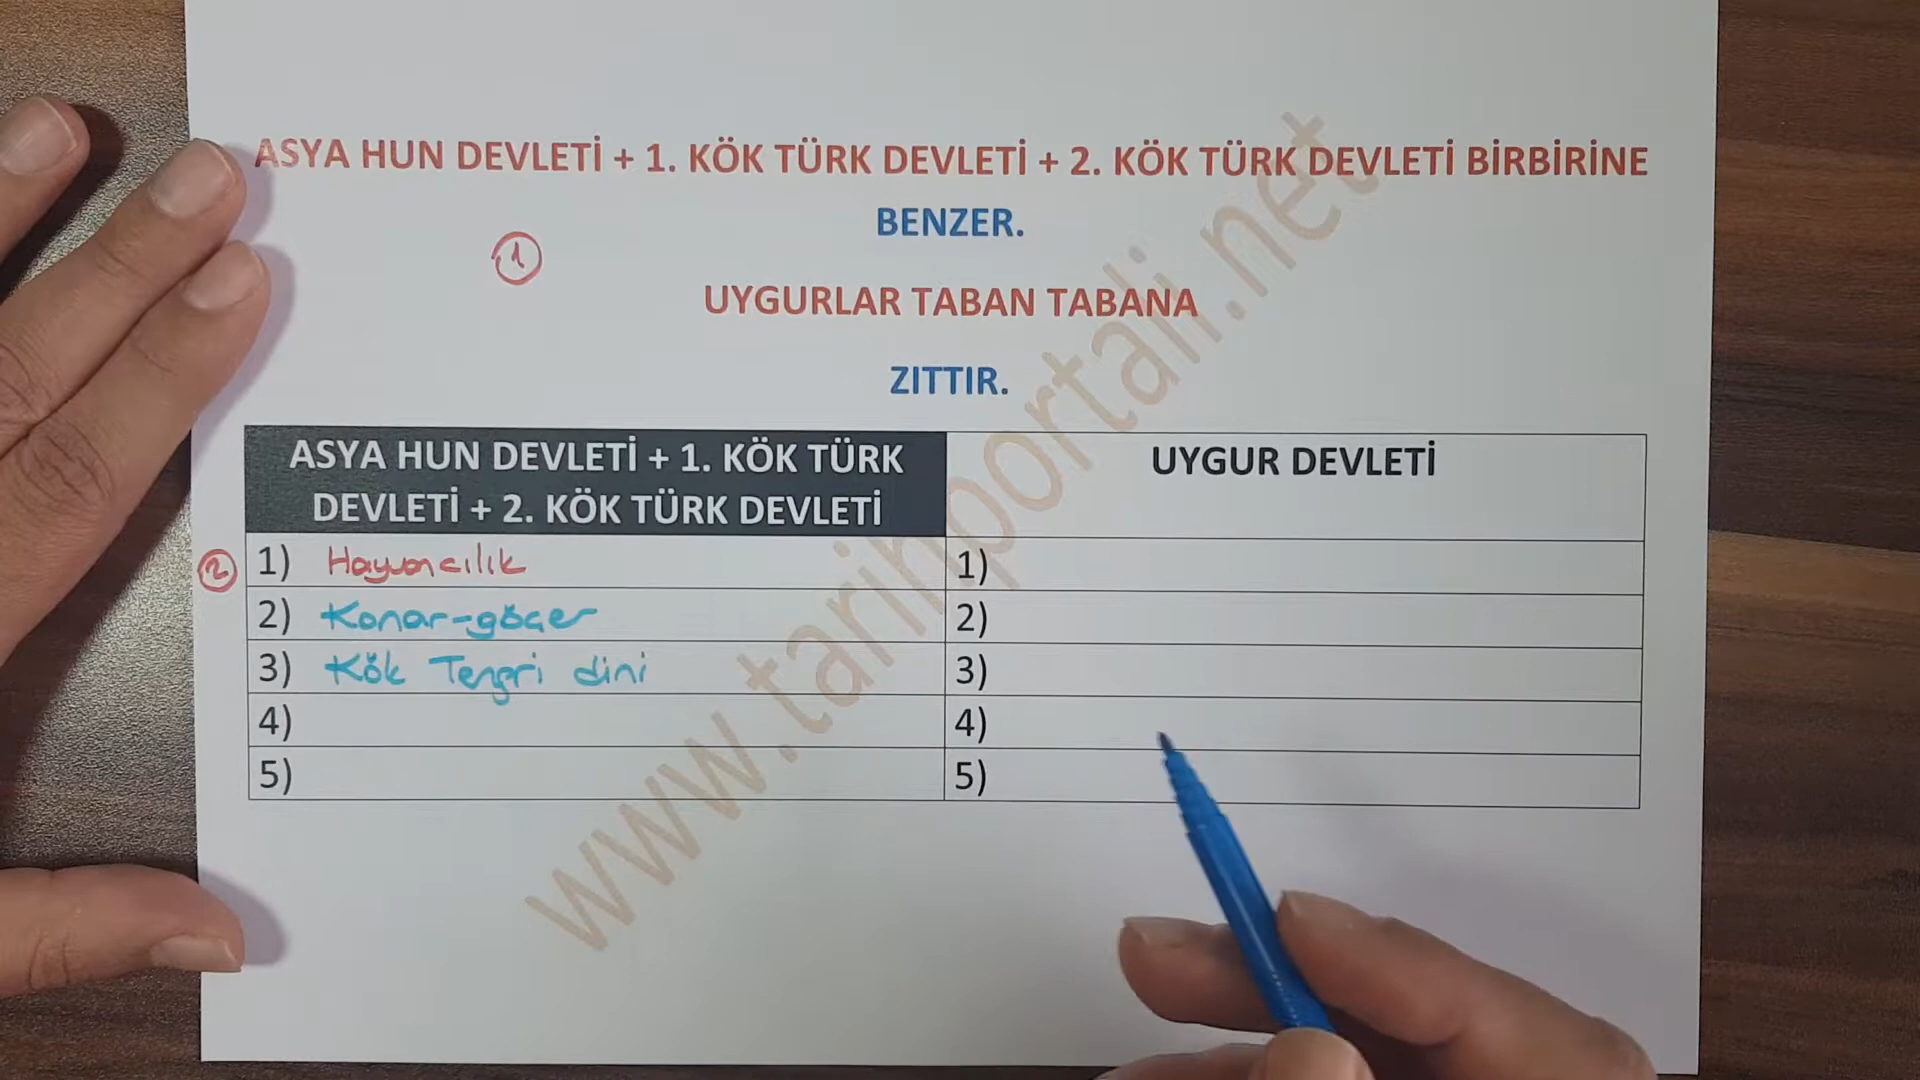 ASYA HUN DEVLETİ + 1. KÖK TÜRK DEVLETİ + 2. KÖK TÜRK DEVLETİ BİRBİRİNE
BENZER.
1
UYGURLAR TABAN TABANA
ZITTIR.
ASYA HUN DEVLETİ + 1. KÖK TÜRK
DEVLETİ + 2. KÖK TÜRK DEVLETİ
UYGUR DEVLETİ
2
1) Hayvancılık
1)
2) Konar-göçer
2)
3) Kök Tengri dini
3)
4)
4)
5)
5)
www.tarihportali.net